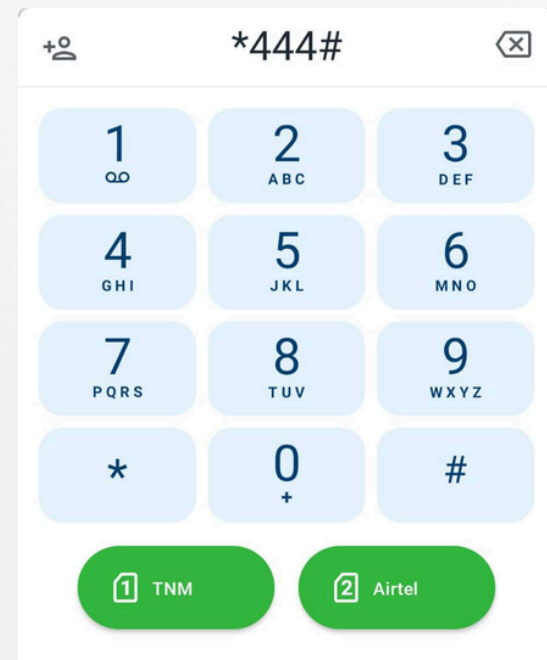 *444#
1 2 3
ABC DEF
4 5 6
GHI JKL MNO
7 8 9
PQRS TUV WXYZ
* 0 #
+
1 TNM 2 Airtel